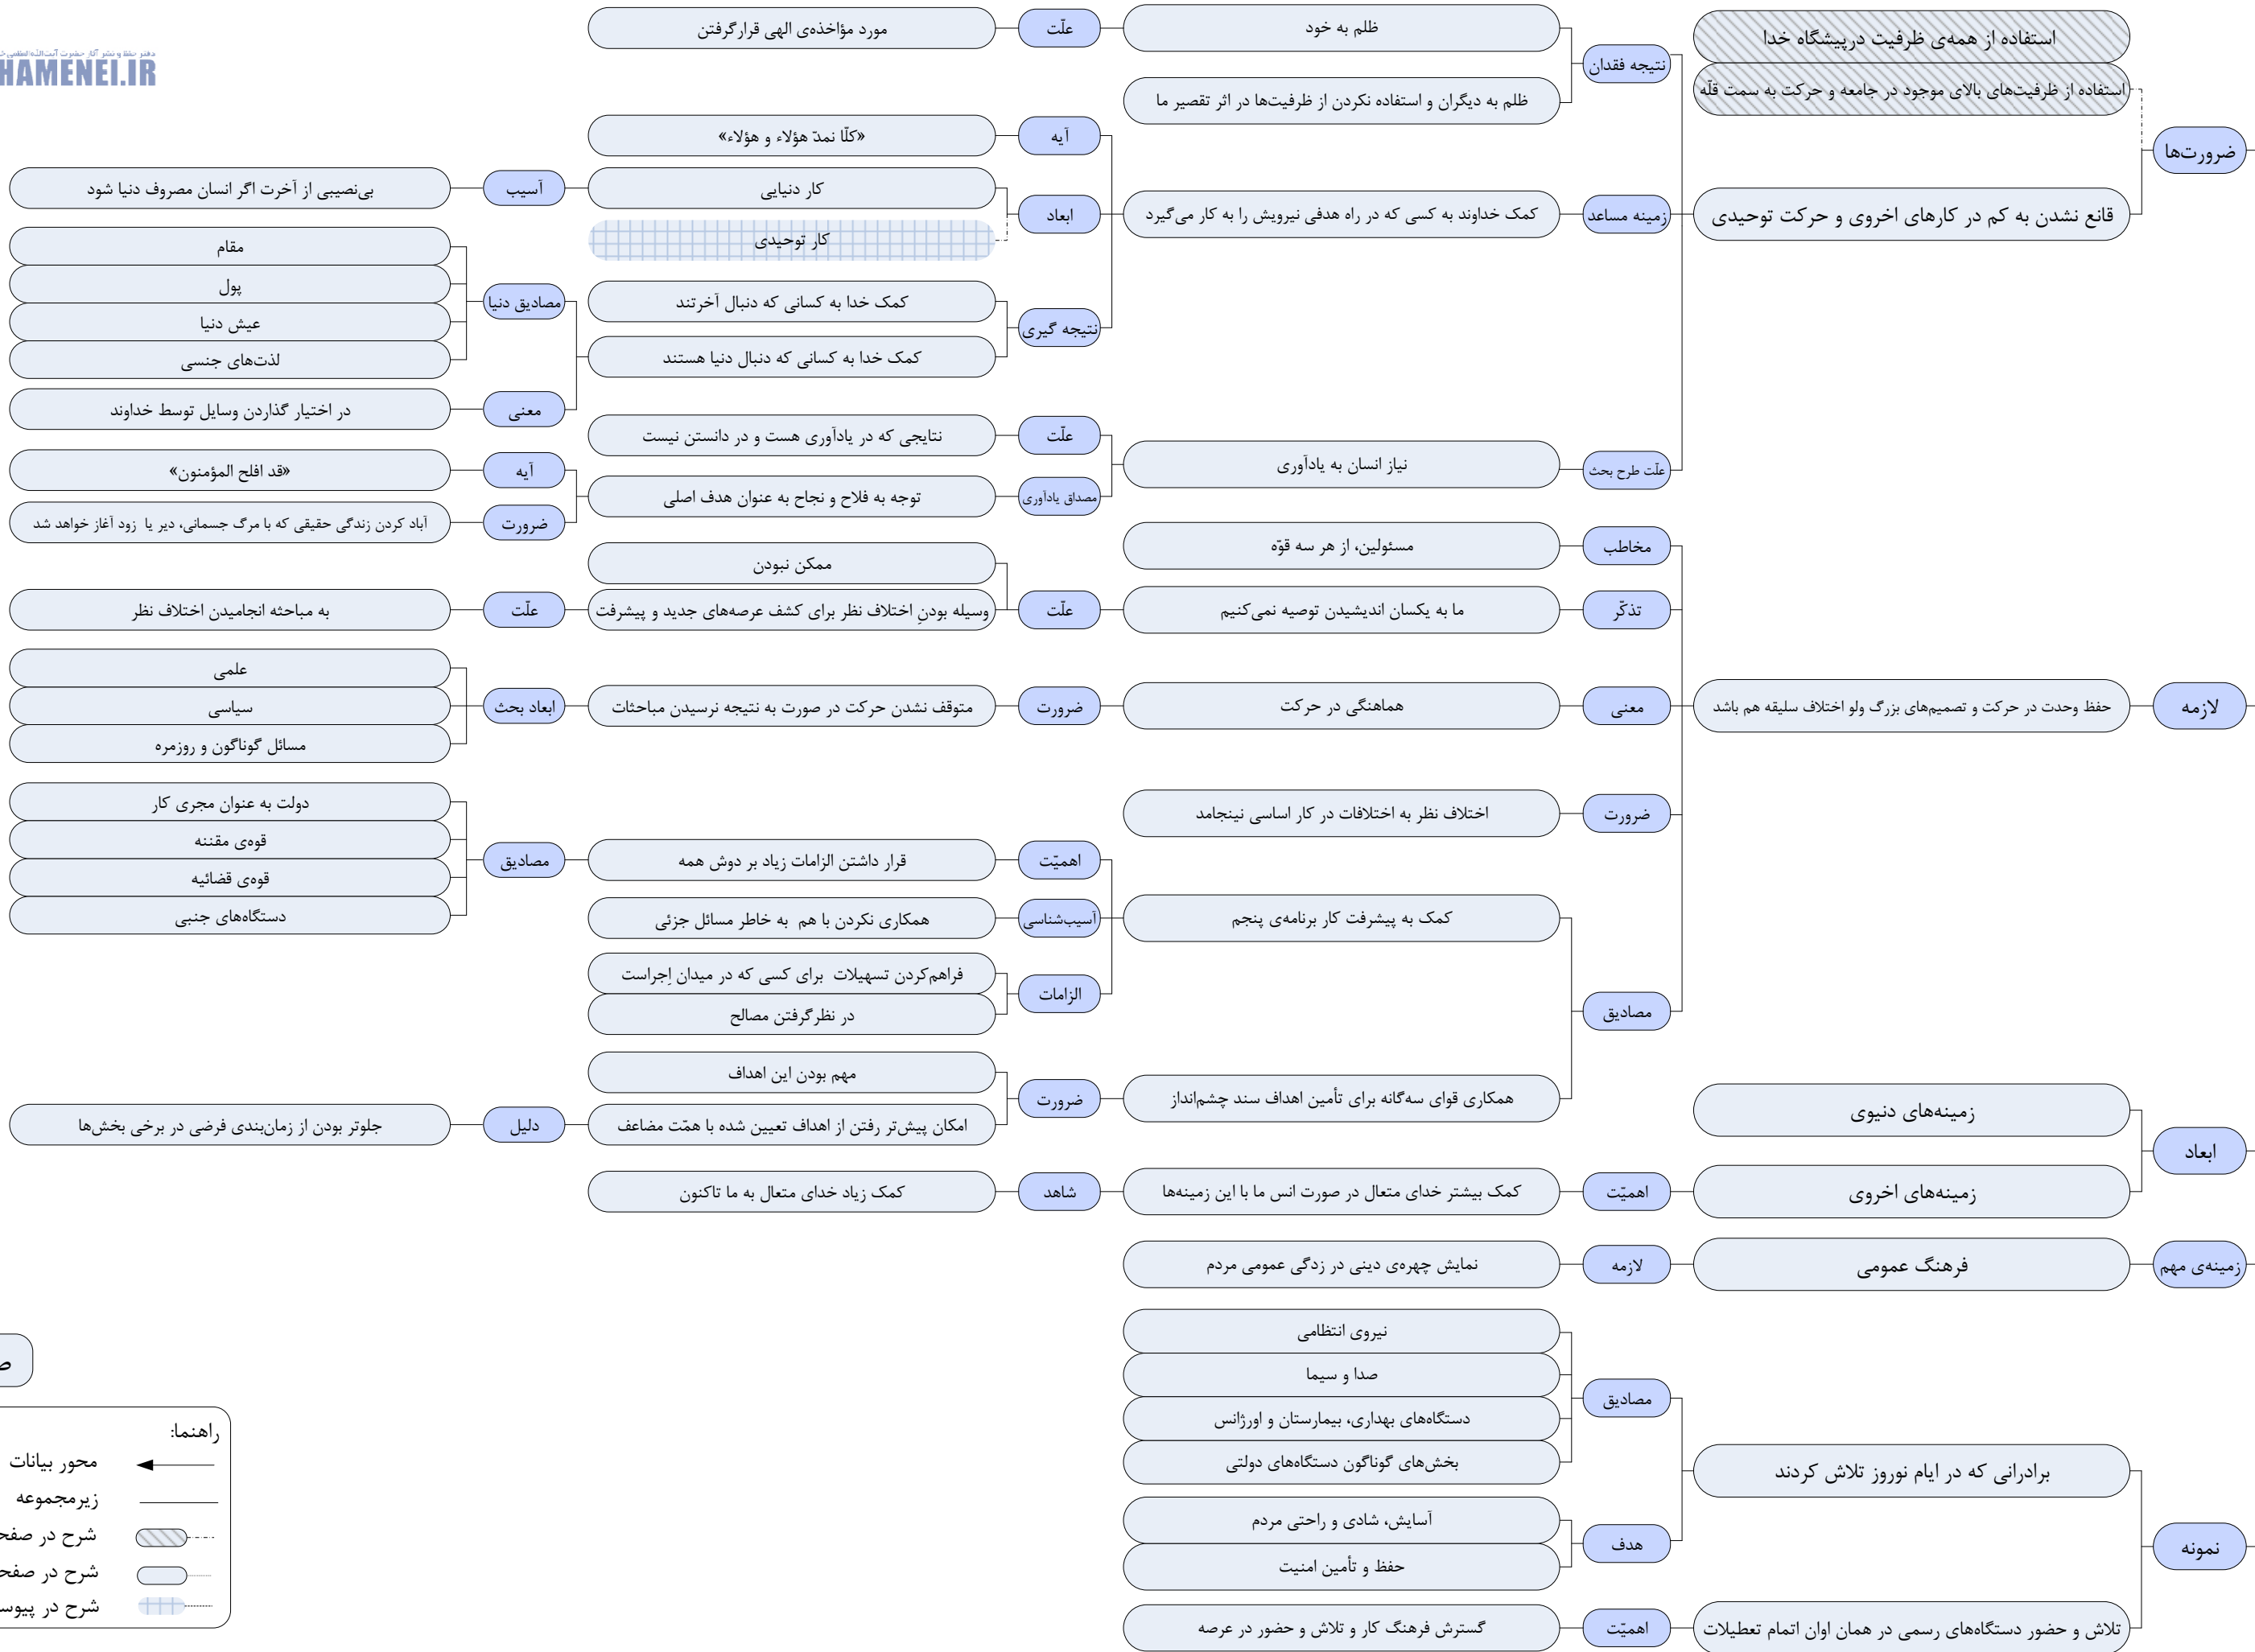 دفتر حفظ و نشر آثار حضرت آیت‌الله‌العظمی
HAMENEI.IR
ضرورت‌ها
استفاده از همه‌ی ظرفیت درپیشگاه خدا
استفاده از ظرفیت‌های بالای موجود در جامعه و حرکت به سمت قلّه
قانع نشدن به کم در کارهای اخروی و حرکت توحیدی
نتیجه فقدان
ظلم به خود
علّت
مورد مؤاخذه‌ی الهی قرارگرفتن
ظلم به دیگران و استفاده نکردن از ظرفیت‌ها در اثر تقصیر ما
زمینه مساعد
کمک خداوند به کسی که در راه هدفی نیرویش را به کار می‌گیرد
آیه
«کلّا نمدّ هؤلاء و هؤلاء»
ابعاد
کار دنیایی
آسیب
بی‌نصیبی از آخرت اگر انسان مصروف دنیا شود
کار توحیدی
نتیجه گیری
کمک خدا به کسانی که دنبال آخرتند
کمک خدا به کسانی که دنبال دنیا هستند
مصادیق دنیا
مقام
پول
عیش دنیا
لذت‌های جنسی
معنی
در اختیار گذاردن وسایل توسط خداوند
علّت طرح بحث
نیاز انسان به یادآوری
علّت
نتایجی که در یادآوری هست و در دانستن نیست
مصداق یادآوری
توجه به فلاح و نجاح به عنوان هدف اصلی
آیه
«قد افلح المؤمنون»
ضرورت
آباد کردن زندگی حقیقی که با مرگ جسمانی، دیر یا زود آغاز خواهد شد
لازمه
حفظ وحدت در حرکت و تصمیم‌های بزرگ ولو اختلاف سلیقه هم باشد
مخاطب
مسئولین، از هر سه قوّه
تذکّر
ما به یکسان اندیشیدن توصیه نمی‌کنیم
علّت
ممکن نبودن
وسیله بودنِ اختلاف نظر برای کشف عرصه‌های جدید و پیشرفت
علّت
به مباحثه انجامیدن اختلاف نظر
معنی
هماهنگی در حرکت
ضرورت
متوقف نشدن حرکت در صورت به نتیجه نرسیدن مباحثات
ابعاد بحث
علمی
سیاسی
مسائل گوناگون و روزمره
ضرورت
اختلاف نظر به اختلافات در کار اساسی نینجامد
مصادیق
کمک به پیشرفت کار برنامه‌ی پنجم
اهمیّت
قرار داشتن الزامات زیاد بر دوش همه
مصادیق
دولت به عنوان مجری کار
قوه‌ی مقننه
قوه‌ی قضائیه
دستگاه‌های جنبی
آسیب‌شناسی
همکاری نکردن با هم به خاطر مسائل جزئی
الزامات
فراهم‌کردن تسهیلات برای کسی که در میدان اِجراست
در نظرگرفتن مصالح
همکاری قوای سه‌گانه برای تأمین اهداف سند چشم‌انداز
ضرورت
مهم بودن این اهداف
امکان پیش‌تر رفتن از اهداف تعیین شده با همّت مضاعف
دلیل
جلوتر بودن از زمان‌بندی فرضی در برخی بخش‌ها
ابعاد
زمینه‌های دنیوی
زمینه‌های اخروی
اهمیّت
کمک بیشتر خدای متعال در صورت انس ما با این زمینه‌ها
شاهد
کمک زیاد خدای متعال به ما تاکنون
زمینه‌ی مهم
فرهنگ عمومی
لازمه
نمایش چهره‌ی دینی در زدگی عمومی مردم
نمونه
برادرانی که در ایام نوروز تلاش کردند
مصادیق
نیروی انتظامی
صدا و سیما
دستگاه‌های بهداری، بیمارستان و اورژانس
بخش‌های گوناگون دستگاه‌های دولتی
هدف
آسایش، شادی و راحتی مردم
حفظ و تأمین امنیت
تلاش و حضور دستگاه‌های رسمی در همان اوان اتمام تعطیلات
اهمیّت
گسترش فرهنگ کار و تلاش و حضور در عرصه
راهنما:
محور بیانات
زیرمجموعه
شرح در
شرح در
شرح در